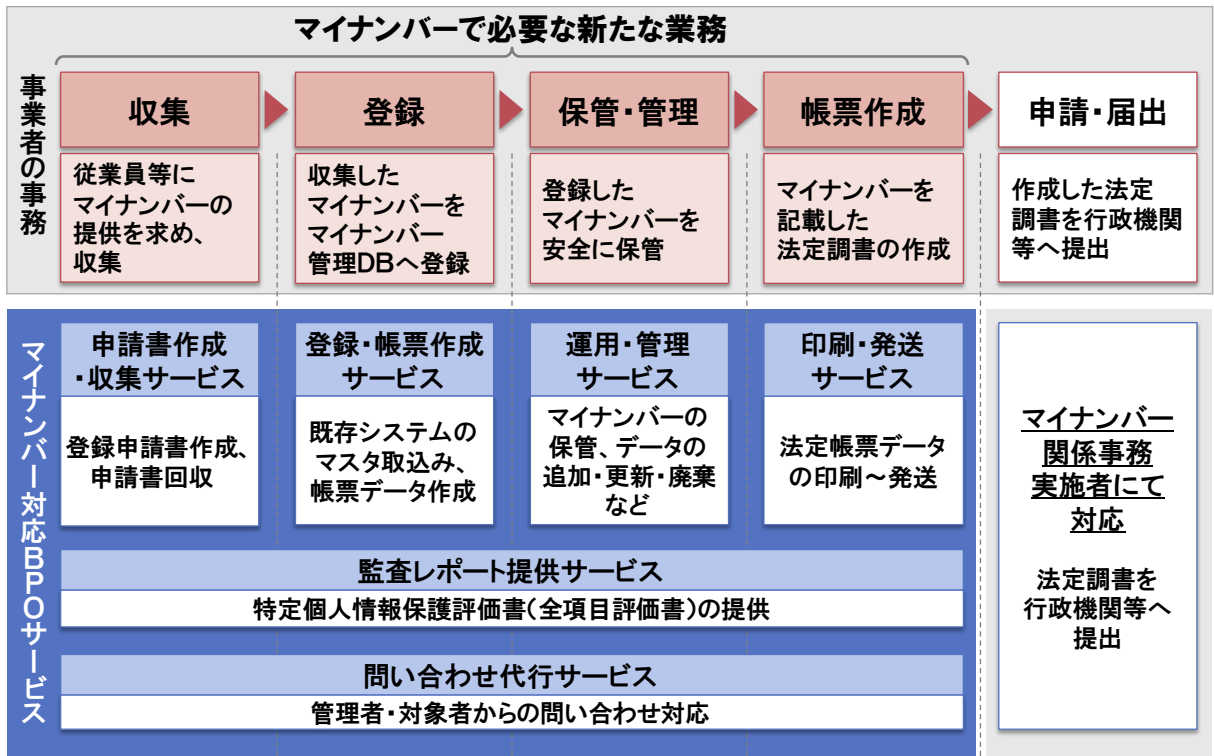 マイナンバーで必要な新たな業務
事業者の事務
収集
登録
保管・管理
帳票作成
申請・届出
従業員等に
マイナンバーの
提供を求め、
収集
収集した
マイナンバーを
マイナンバー
管理DBへ登録
登録した
マイナンバーを
安全に保管
マイナンバーを
記載した
法定調書の作成
作成した法定
調書を行政機関
等へ提出
マイナンバー対応BPOサービス
申請書作成
・収集サービス
登録申請書作成、
申請書回収
登録・帳票作成
サービス
既存システムの
マスタ取込み、
帳票データ作成
運用・管理
サービス
マイナンバーの
保管、データの
追加・更新・廃棄
など
印刷・発送
サービス
法定帳票データ
の印刷～発送
監査レポート提供サービス
特定個人情報保護評価書(全項目評価書)の提供
問い合わせ代行サービス
管理者・対象者からの問い合わせ対応
マイナンバー
関係事務
実施者にて
対応
法定調書を
行政機関等へ
提出